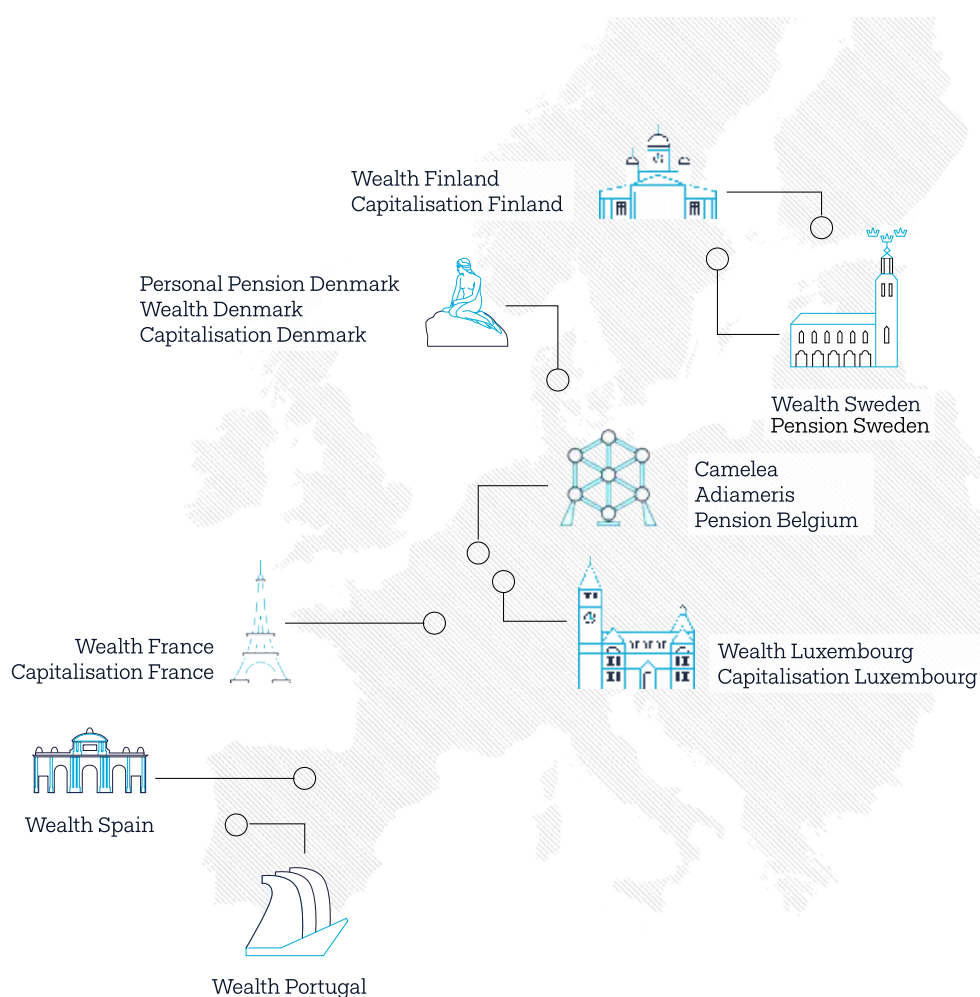 Wealth Finland
Capitalisation Finland
Personal Pension Denmark
Wealth Denmark
Capitalisation Denmark
Wealth Sweden
Pension Sweden
Camelea
Adiameris
Pension Belgium
Wealth France
Capitalisation France
Wealth Luxembourg
Capitalisation Luxembourg
Wealth Spain
Wealth Portugal